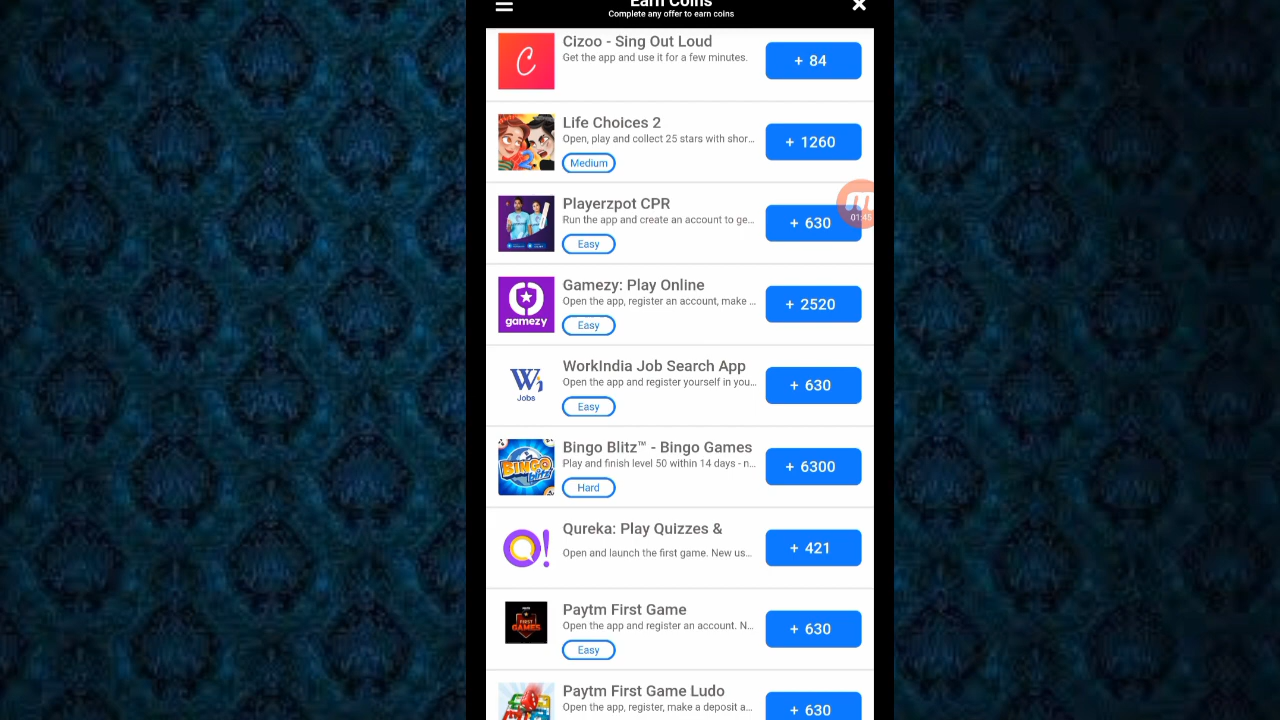 Earn Coins
Complete any offer to earn coins
Cizoo - Sing Out Loud
Get the app and use it for a few minutes.
+ 84
Life Choices 2
Open, play and collect 25 stars with shor...
Medium
+ 1260
Playerzpot CPR
Run the app and create an account to ge...
Easy
+ 630
01:45
Gamezy: Play Online
Open the app, register an account, make ...
Easy
+ 2520
gamezy
WorkIndia Job Search App
Open the app and register yourself in you...
Easy
+ 630
Jobs
Bingo Blitz™ - Bingo Games
Play and finish level 50 within 14 days - n...
Hard
+ 6300
BINGO
blitz
Qureka: Play Quizzes &
Open and launch the first game. New us...
+ 421
Paytm First Game
Open the app and register an account. N...
Easy
+ 630
FIRST
GAMES
Paytm First Game Ludo
Open the app, register, make a deposit a...
+ 630